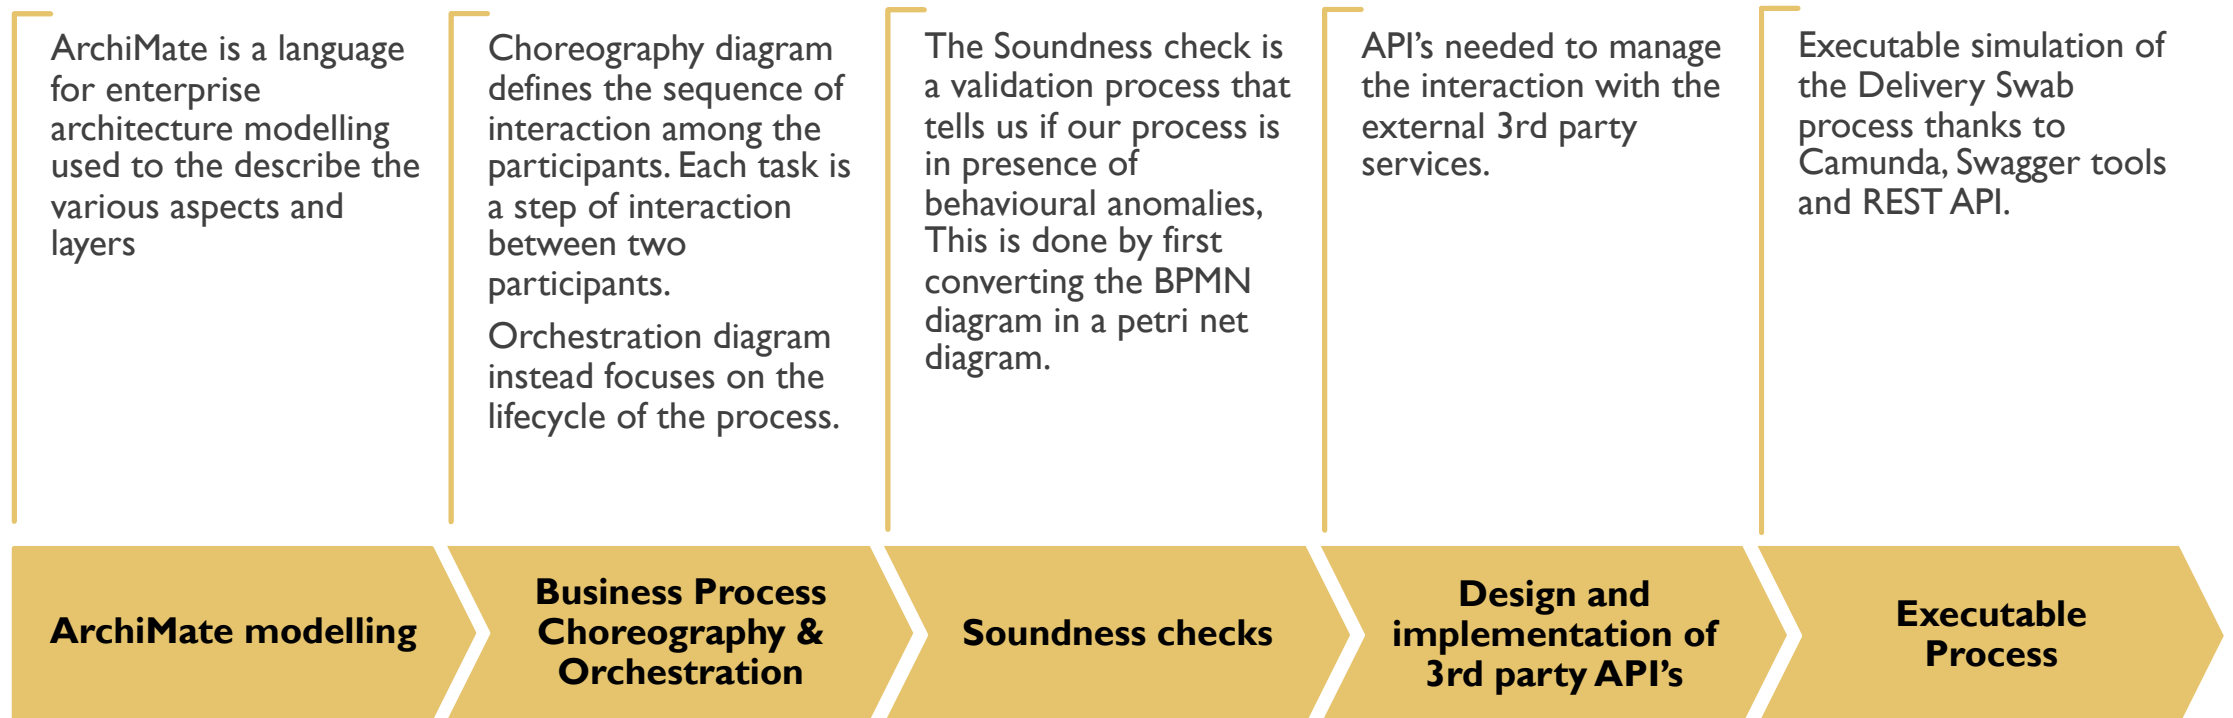 ArchiMate is a language
for enterprise
architecture modelling
used to the describe the
various aspects and
layers
Choreography diagram
defines the sequence of
interaction among the
participants. Each task is
a step of interaction
between two
participants.
Orchestration diagram
instead focuses on the
lifecycle of the process.
The Soundness check is
a validation process that
tells us if our process is
in presence of
behavioural anomalies,
This is done by first
converting the BPMN
diagram in a petri net
diagram.
API’s needed to manage
the interaction with the
external 3rd party
services.
Executable simulation of
the Delivery Swab
process thanks to
Camunda, Swagger tools
and REST API.
ArchiMate modelling
Business Process
Choreography &
Orchestration
Soundness checks
Design and
implementation of
3rd party API’s
Executable
Process